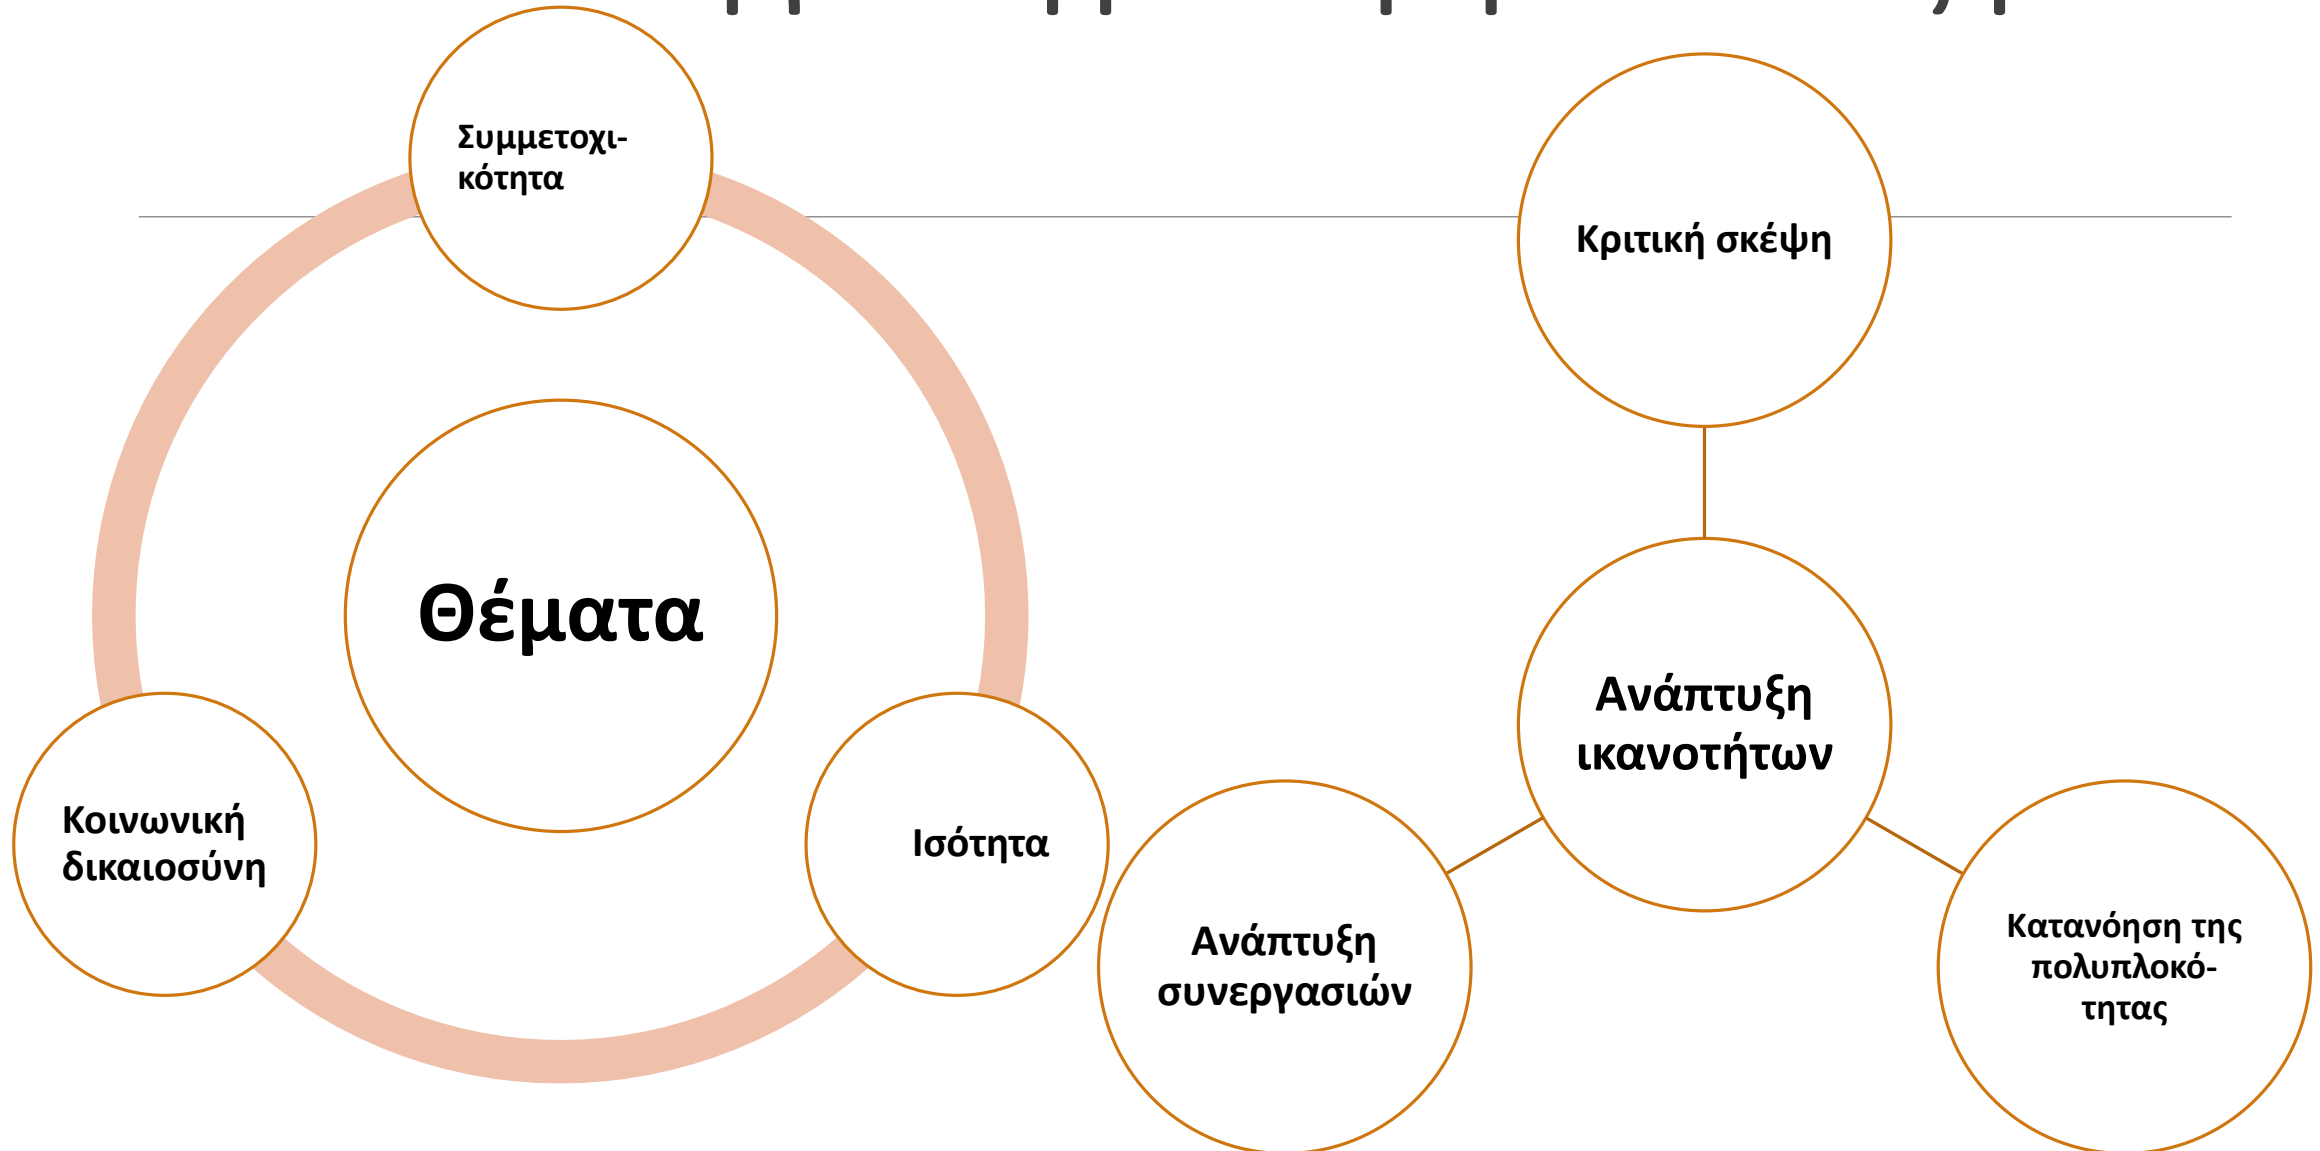 Συμμετοχι-
κότητα
Θέματα
Κοινωνική
δικαιοσύνη
Ισότητα
Κριτική σκέψη
Ανάπτυξη
ικανοτήτων
Ανάπτυξη
συνεργασιών
Κατανόηση της
πολυπλοκό-
τητας